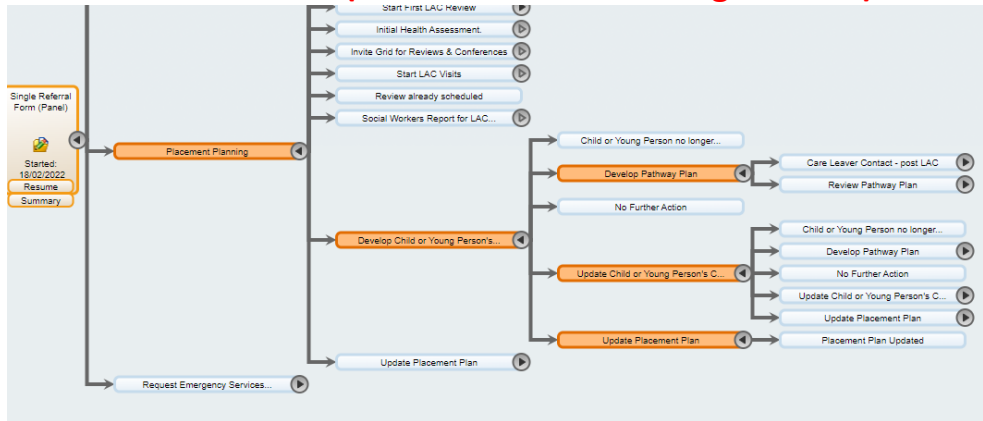 Start First LAC Review
Initial Health Assessment.
Invite Grid for Reviews & Conferences
Start LAC Visits
Review already scheduled
Social Workers Report for LAC...
Single Referral
Form (Panel)
Started:
18/02/2022
Resume
Summary
Placement Planning
Develop Child or Young Person's...
Update Placement Plan
Request Emergency Services...
Child or Young Person no longer...
Develop Pathway Plan
No Further Action
Update Child or Young Person's C...
Update Placement Plan
Care Leaver Contact - post LAC
Review Pathway Plan
Child or Young Person no longer...
Develop Pathway Plan
No Further Action
Update Child or Young Person's C...
Update Placement Plan
Placement Plan Updated